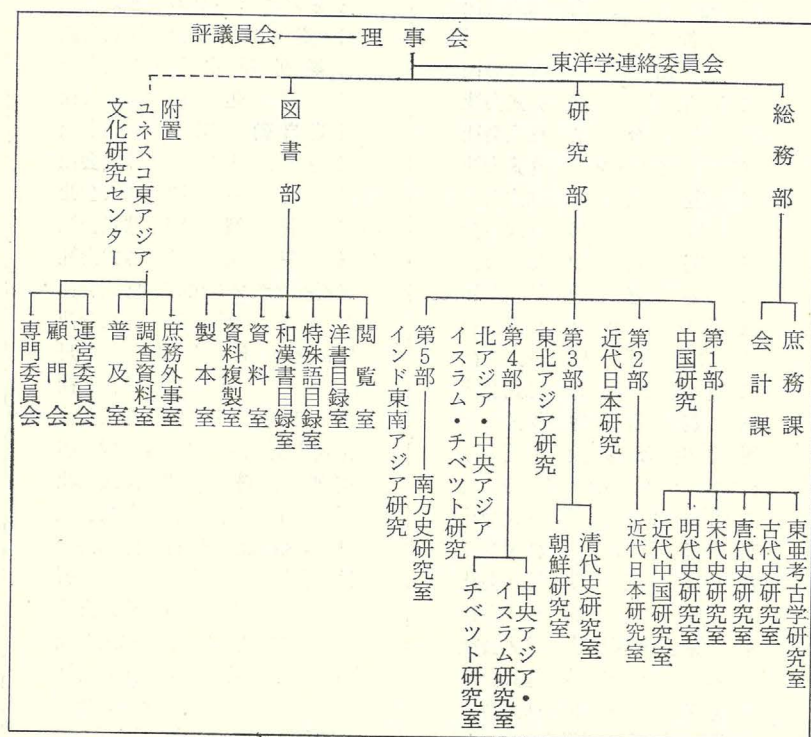 評議員会
理事会
東洋学連絡委員会
総務部
庶務課
会計課
研究部
第1部
中国研究
東亜考古学研究室
古代史研究室
唐代史研究室
宋代史研究室
明代史研究室
近代中国研究室
第2部
近代日本研究
近代日本研究室
第3部
東北アジア研究
清代史研究室
朝鮮研究室
第4部
北アジア・中央アジア
イスラム・チベツト研究
中央アジア・
イスラム研究室
チベツト研究室
第5部
インド東南アジア研究
南方史研究室
図書部
閲覧室
洋書目録室
特殊語目録室
和漢書目録室
資料室
資料複製室
製本室
附置
ユネスコ東アジア
文化研究センター
庶務外事室
調査資料室
普及室
運営委員会
顧門会
専門委員会